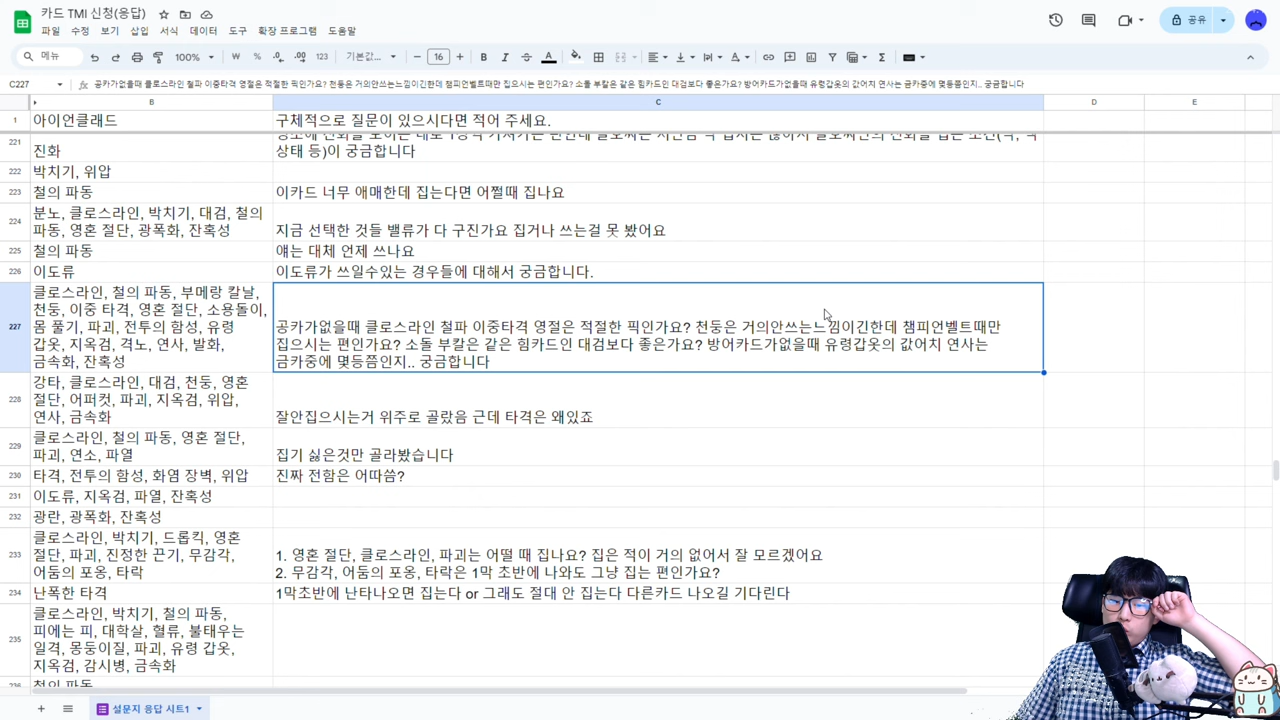 카드 TMI 신청(응답)
파일 수정 보기 삽입 서식 데이터 도구 확장 프로그램 도움말
공유
메뉴 100% ₩ % .0 .00 123 기본값... 16 B I A
C227 fx 공카가없을때 클로스라인 철파 이중타격 영절은 적절한 픽인가요? 천둥은 거의안쓰는느낌이긴한데 챔피언벨트때만 집으시는 편인가요? 소돌 부칼은 같은 힘카드인 대검보다 좋은가요? 방어카드가없을때 유령갑옷의 값어치 연사는 금카중에 몇등쯤인지.. 궁금합니다
B C D E
1 아이언클래드 구체적으로 질문이 있으시다면 적어 주세요.
221 진화 상태 등)이 궁금합니다
222 박치기, 위압
223 철의 파동 이카드 너무 애매한데 집는다면 어쩔때 집나요
224 분노, 클로스라인, 박치기, 대검, 철의
파동, 영혼 절단, 광폭화, 잔혹성 지금 선택한 것들 밸류가 다 구진가요 집거나 쓰는걸 못 봤어요
225 철의 파동 얘는 대체 언제 쓰나요
226 이도류 이도류가 쓰일수있는 경우들에 대해서 궁금합니다.
227 클로스라인, 철의 파동, 부메랑 칼날,
천둥, 이중 타격, 영혼 절단, 소용돌이,
몸 풀기, 파괴, 전투의 함성, 유령 공카가없을때 클로스라인 철파 이중타격 영절은 적절한 픽인가요? 천둥은 거의안쓰는느낌이긴한데 챔피언벨트때만
갑옷, 지옥검, 격노, 연사, 발화, 집으시는 편인가요? 소돌 부칼은 같은 힘카드인 대검보다 좋은가요? 방어카드가없을때 유령갑옷의 값어치 연사는
금속화, 잔혹성 금카중에 몇등쯤인지.. 궁금합니다
228 강타, 클로스라인, 대검, 천둥, 영혼
절단, 어퍼컷, 파괴, 지옥검, 위압,
연사, 금속화 잘안집으시는거 위주로 골랐음 근데 타격은 왜있죠
229 클로스라인, 철의 파동, 영혼 절단,
파괴, 연소, 파열 집기 싫은것만 골라봤습니다
230 타격, 전투의 함성, 화염 장벽, 위압 진짜 전함은 어따씀?
231 이도류, 지옥검, 파열, 잔혹성
232 광란, 광폭화, 잔혹성
233 클로스라인, 박치기, 드롭킥, 영혼
절단, 파괴, 진정한 끈기, 무감각, 1. 영혼 절단, 클로스라인, 파괴는 어떨 때 집나요? 집은 적이 거의 없어서 잘 모르겠어요
어둠의 포옹, 타락 2. 무감각, 어둠의 포옹, 타락은 1막 초반에 나와도 그냥 집는 편인가요?
234 난폭한 타격 1막초반에 난타나오면 집는다 or 그래도 절대 안 집는다 다른카드 나오길 기다린다
235 클로스라인, 박치기, 철의 파동,
피에는 피, 대학살, 혈류, 불태우는
일격, 몽둥이질, 파괴, 유령 갑옷,
지옥검, 감시병, 금속화
철의 파동
설문지 응답 시트1